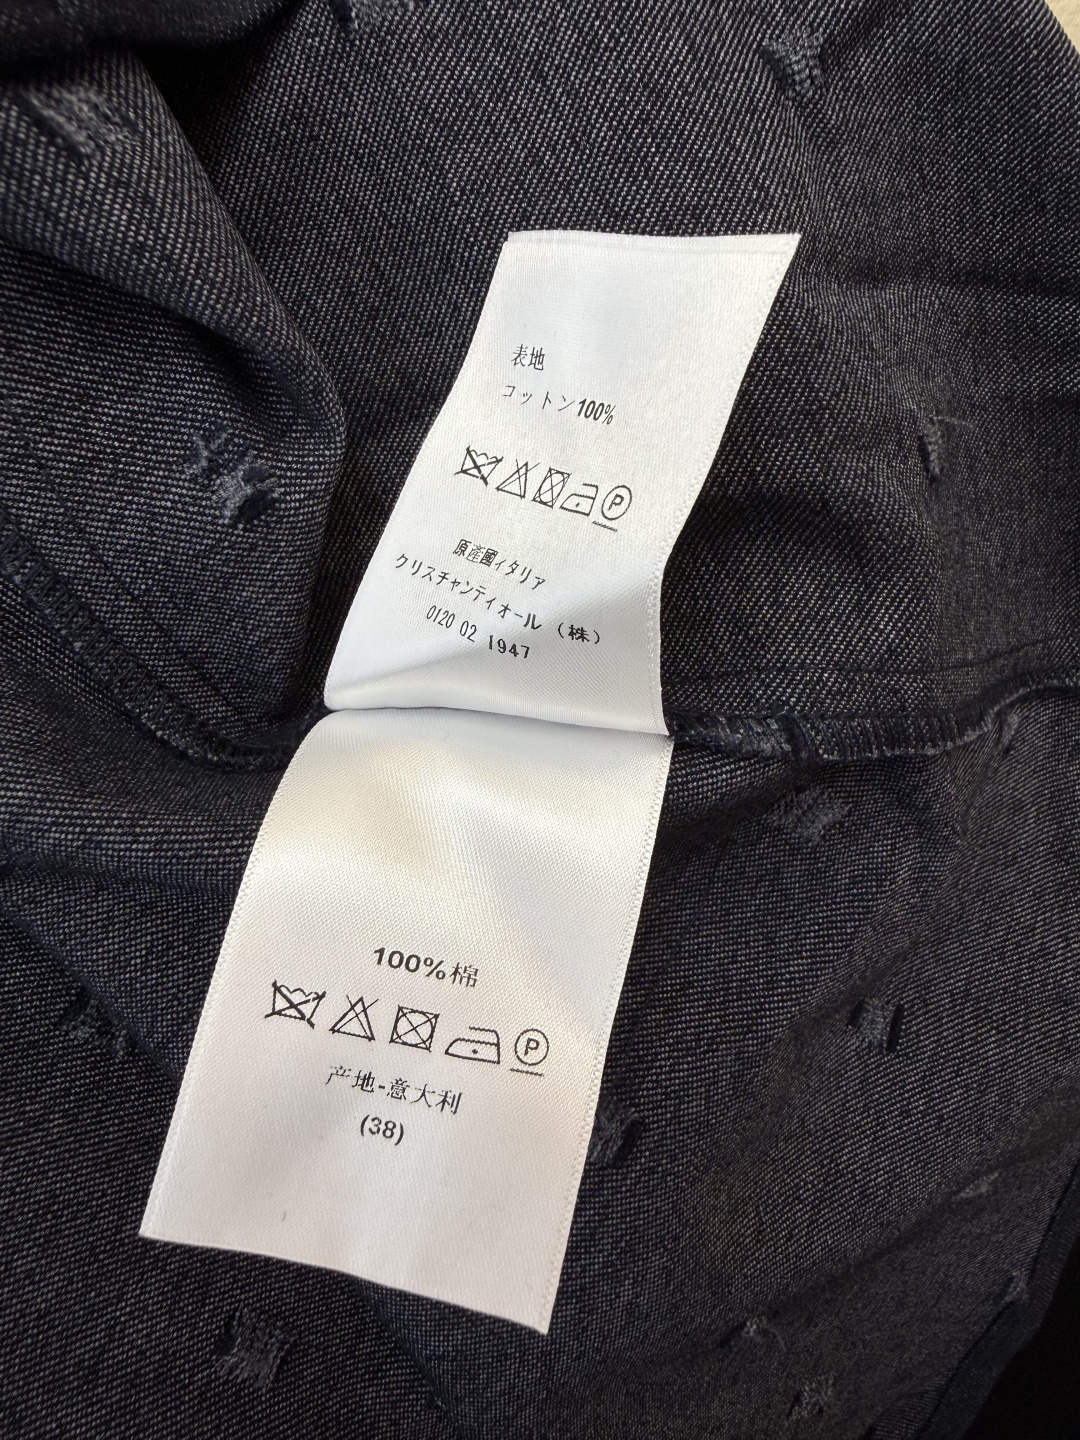 表地
コットン100%
P
原産國イタリア
クリスチャンディオール (株)
0120 02 1947
100%棉
P
产地-意大利
(38)